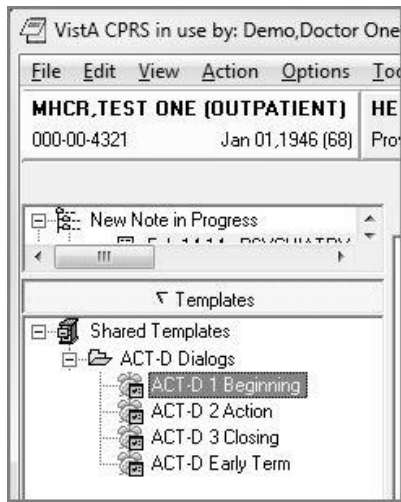 VistA CPRS in use by: Demo,Doctor One
File Edit View Action Options
MHCR,TEST ONE (OUTPATIENT) HE
000-00-4321 Jan 01,1946 (68)
New Note in Progress
Templates
Shared Templates
ACT-D Dialogs
ACT-D 1 Beginning
ACT-D 2 Action
ACT-D 3 Closing
ACT-D Early Term